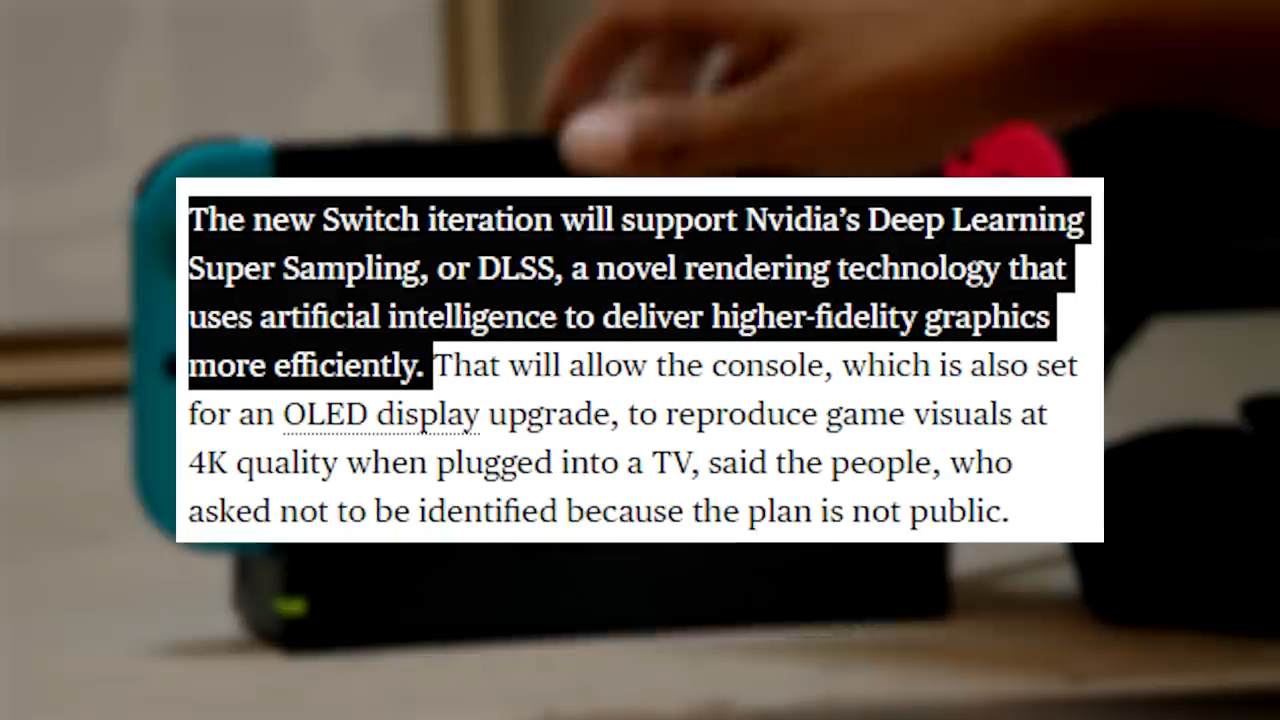 The new Switch iteration will support Nvidia’s Deep Learning
Super Sampling, or DLSS, a novel rendering technology that
uses artificial intelligence to deliver higher-fidelity graphics
more efficiently. That will allow the console, which is also set
for an OLED display upgrade, to reproduce game visuals at
4K quality when plugged into a TV, said the people, who
asked not to be identified because the plan is not public.